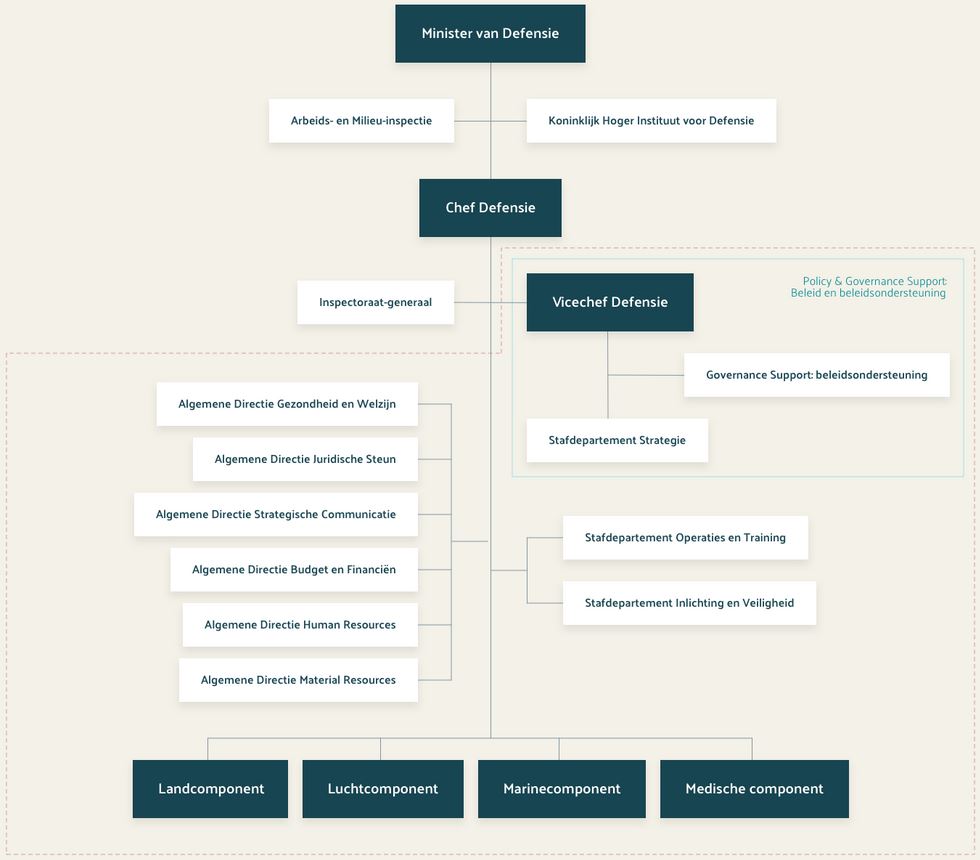 Minister van Defensie
Arbeids- en Milieu-inspectie
Koninklijk Hoger Instituut voor Defensie
Chef Defensie
Policy & Governance Support
Beleid en beleidsondersteuning
Inspectoraat-generaal
Vicechef Defensie
Governance Support: beleidsondersteuning
Stafdepartement Strategie
Algemene Directie Gezondheid en Welzijn
Algemene Directie Juridische Steun
Algemene Directie Strategische Communicatie
Algemene Directie Budget en Financiën
Algemene Directie Human Resources
Algemene Directie Material Resources
Stafdepartement Operaties en Training
Stafdepartement Inlichting en Veiligheid
Landcomponent
Luchtcomponent
Marinecomponent
Medische component